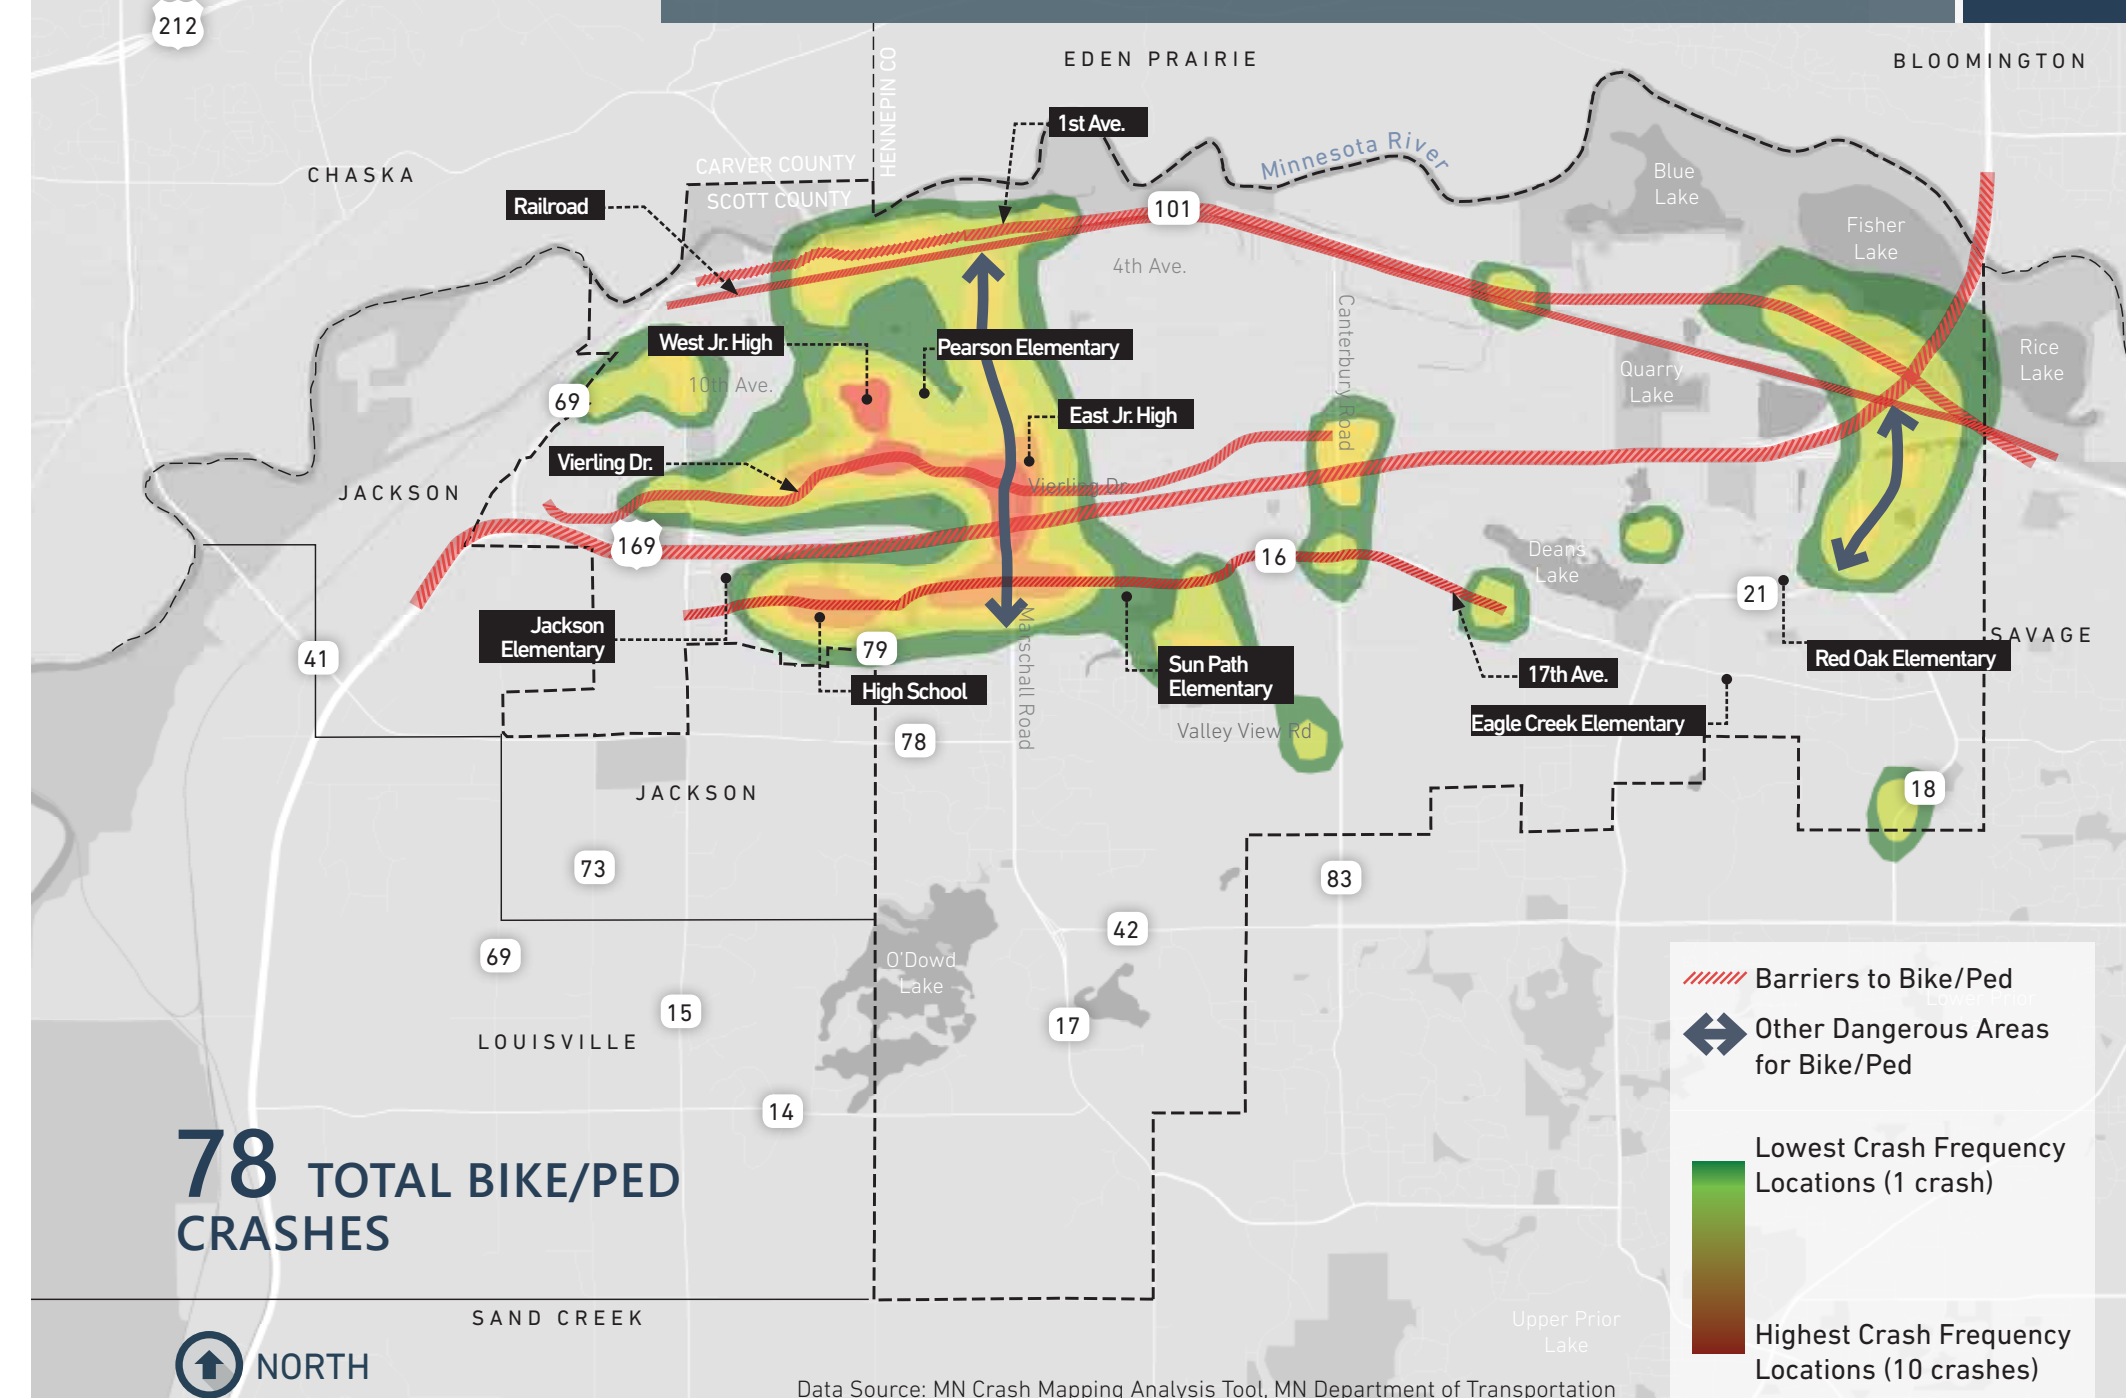 212
EDEN PRAIRIE
BLOOMINGTON
HENNEPIN CO
1st Ave.
Minnesota River
CARVER COUNTY
CHASKA
Blue
Lake
SCOTT COUNTY
Railroad
101
Fisher
Lake
4th Ave.
Canterbury Road
West Jr. High
Pearson Elementary
Rice
Lake
10th Ave.
Quarry
Lake
69
East Jr. High
Vierling Dr.
Vierling Dr.
JACKSON
169
16
Deans
Lake
21
Jackson
Elementary
SAVAGE
79
Marschall Road
41
Sun Path
Elementary
Red Oak Elementary
17th Ave.
High School
Eagle Creek Elementary
Valley View Rd
78
JACKSON
18
73
83
42
69
O'Dowd
Lake
15
17
Barriers to Bike/Ped
Lower Prior
LOUISVILLE
Other Dangerous Areas
for Bike/Ped
14
78 TOTAL BIKE/PED
CRASHES
Lowest Crash Frequency
Locations (1 crash)
SAND CREEK
Upper Prior
Lake
Highest Crash Frequency
Locations (10 crashes)
NORTH
Data Source: MN Crash Mapping Analysis Tool, MN Department of Transportation